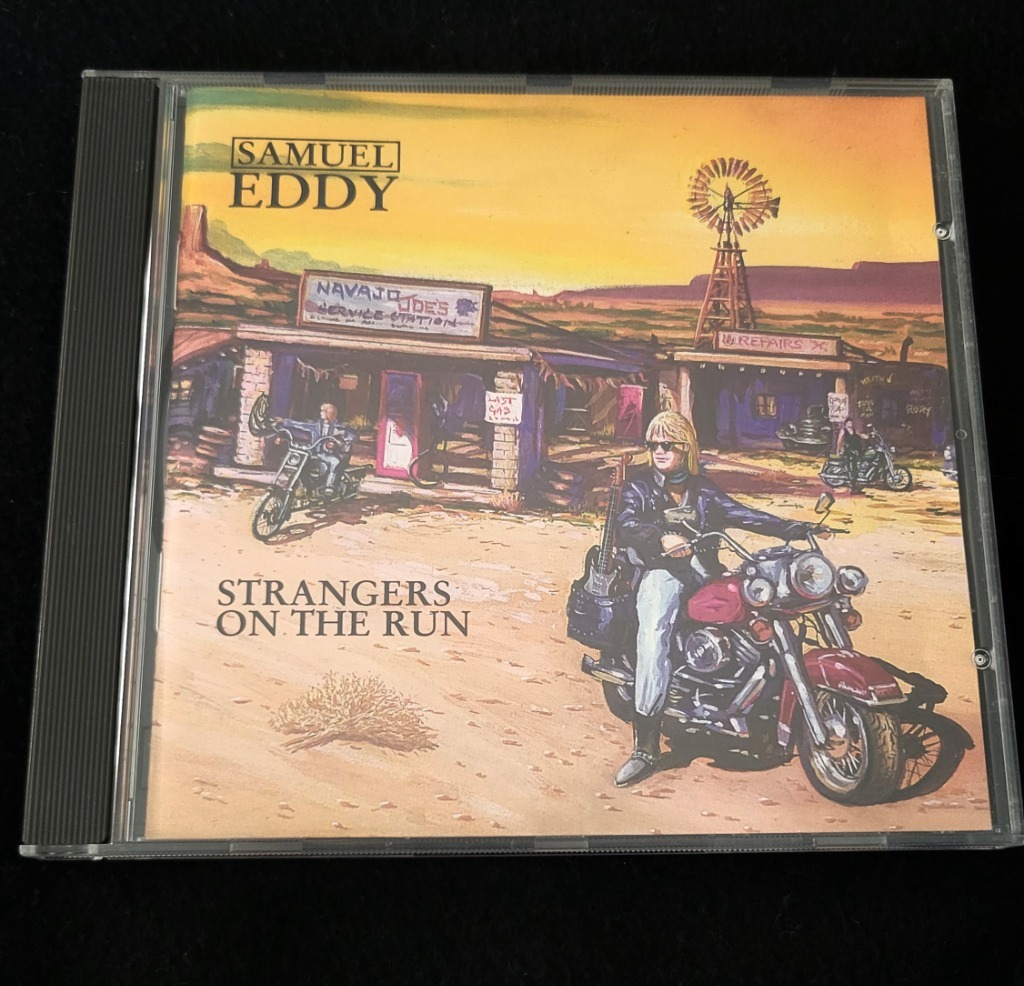 SAMUEL
EDDY
NAVAJO JOE'S
SERVICE STATION
REPAIRS
LAST
GAS
STRANGERS
ON THE RUN